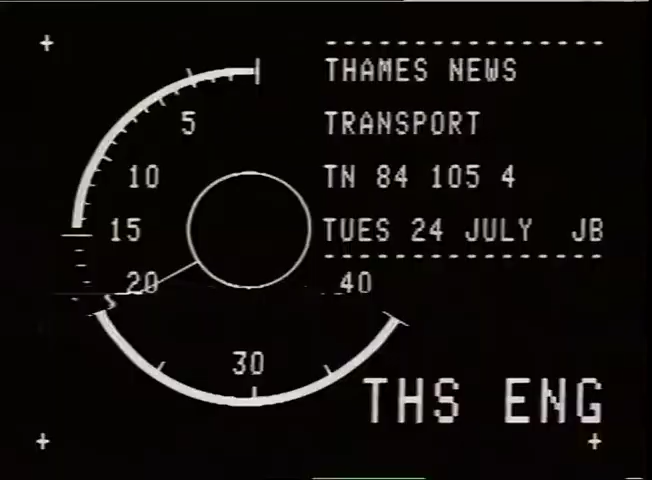 THAMES NEWS
TRANSPORT
TN 84 105 4
TUES 24 JULY JB
5
10
15
20
40
30
THS ENG